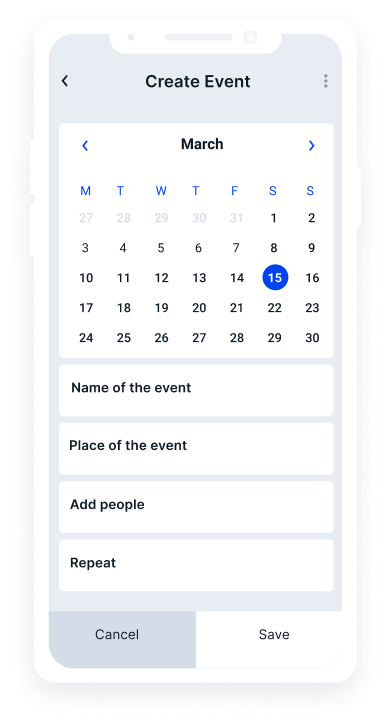 Create Event
March
M T W T F S S
27 28 29 30 31 1 2
3 4 5 6 7 8 9
10 11 12 13 14 15 16
17 18 19 20 21 22 23
24 25 26 27 28 29 30
Name of the event
Place of the event
Add people
Repeat
Cancel Save